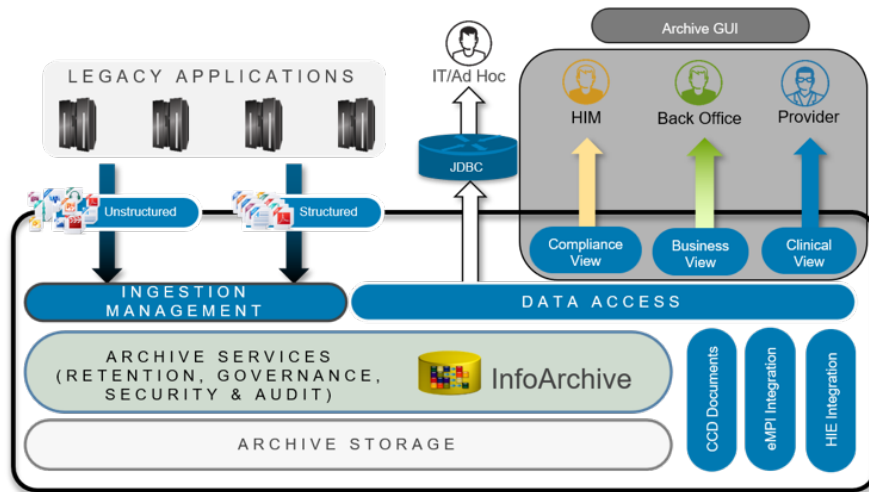 Archive GUI
LEGACY APPLICATIONS
IT/Ad Hoc
HIM
Back Office
Provider
JDBC
Unstructured
Structured
Compliance
View
Business
View
Clinical
View
INGESTION
MANAGEMENT
DATA ACCESS
ARCHIVE SERVICES
(RETENTION, GOVERNANCE,
SECURITY & AUDIT)
InfoArchive
CCD Documents
eMPI Integration
HIE Integration
ARCHIVE STORAGE